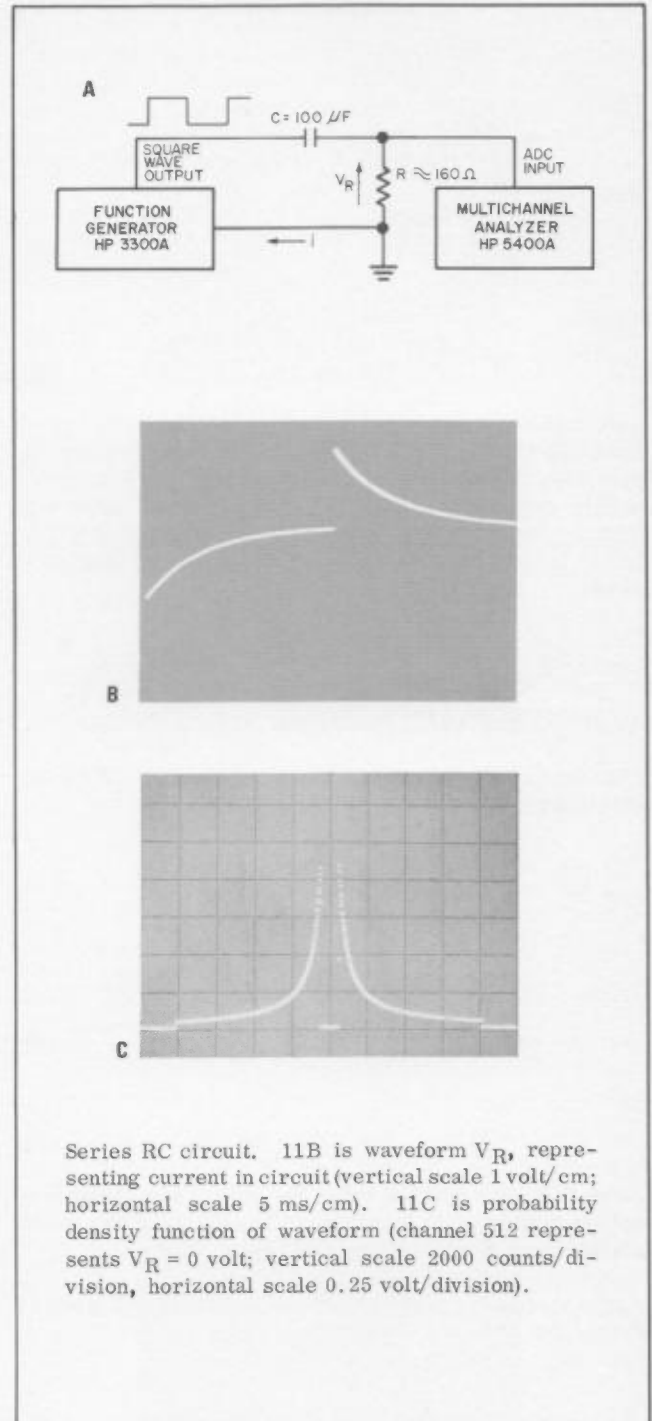 A
C = 100 μF
SQUARE
WAVE
OUTPUT
VR
R ≈ 160 Ω
ADC
INPUT
FUNCTION
GENERATOR
HP 3300A
i
MULTICHANNEL
ANALYZER
HP 5400A
B
C
Series RC circuit. 11B is waveform VR, repre-
senting current in circuit (vertical scale 1 volt/cm;
horizontal scale 5 ms/cm). 11C is probability
density function of waveform (channel 512 repre-
sents VR = 0 volt; vertical scale 2000 counts/di-
vision, horizontal scale 0.25 volt/division).